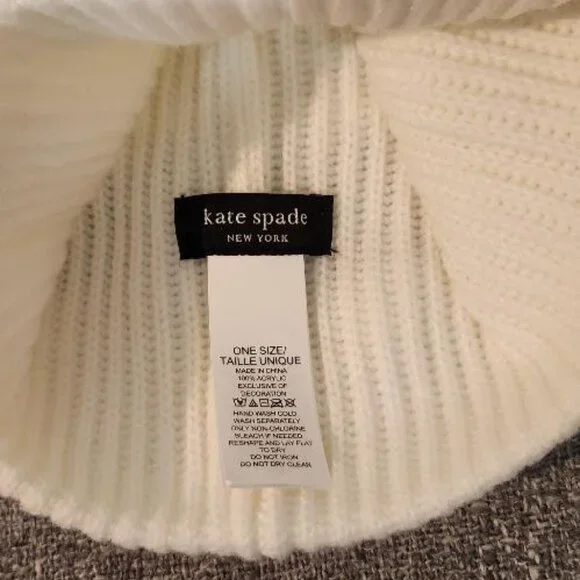 kate spade
NEW YORK
ONE SIZE/
TAILLE UNIQUE
MADE IN CHINA
100% ACRYLIC
EXCLUSIVE OF
DECORATION
HAND WASH COLD
WASH SEPARATELY
ONLY NON-CHLORINE
BLEACH IF NEEDED
RESHAPE AND LAY FLAT
TO DRY
DO NOT IRON
DO NOT DRY CLEAN